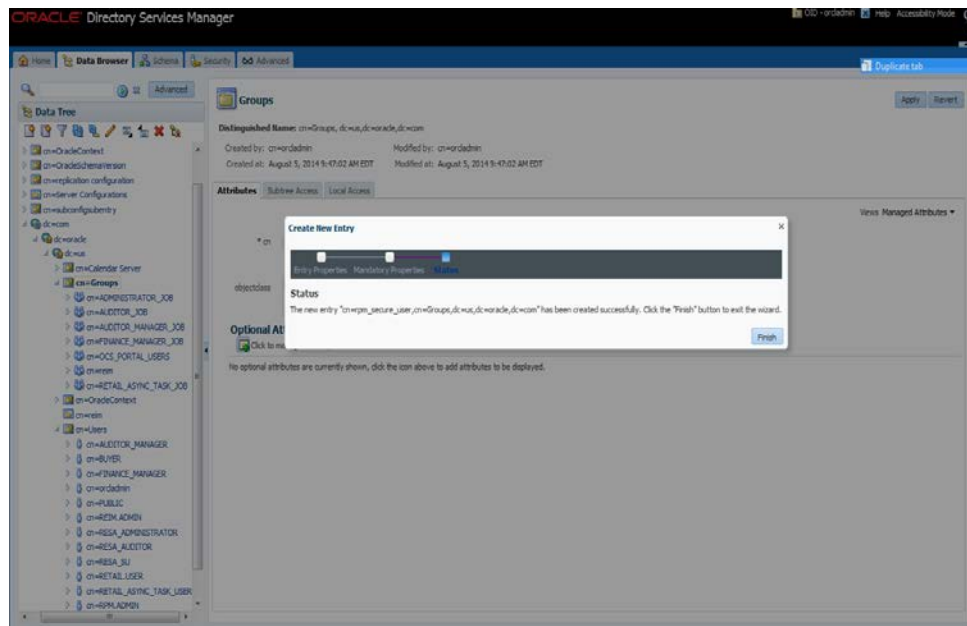 ORACLE Directory Services Manager
OID - orcladmin Help Accessibility Mode
Home Data Browser Schema Security Advanced
Duplicate tab
Advanced
Data Tree
cn=OracleContext
cn=OracleSchemaVersion
cn=replication configuration
cn=Server Configurations
cn=subconfigsubentry
dc=com
dc=oracle
dc=us
cn=Calendar Server
cn=Groups
cn=ADMINISTRATOR_JOB
cn=AUDITOR_JOB
cn=AUDITOR_MANAGER_JOB
cn=FINANCE_MANAGER_JOB
cn=OCS_PORTAL_USERS
cn=reim
cn=RETAIL_ASYNC_TASK_JOB
cn=OracleContext
cn=reim
cn=Users
cn=AUDITOR_MANAGER
cn=BUYER
cn=FINANCE_MANAGER
cn=orcladmin
cn=PUBLIC
cn=REIM.ADMIN
cn=RESA_ADMINISTRATOR
cn=RESA_AUDITOR
cn=RESA_SU
cn=RETAIL.USER
cn=RETAIL_ASYNC_TASK_USER
cn=RPM.ADMIN
Groups
Apply Revert
Distinguished Name: cn=Groups, dc=us,dc=oracle,dc=com
Created by: cn=orcladmin Modified by: cn=orcladmin
Created at: August 5, 2014 9:47:02 AM EDT Modified at: August 5, 2014 9:47:02 AM EDT
Attributes Subtree Access Local Access
Views Managed Attributes
* cn
objectclass
Optional At
Click to
No optional attributes are currently shown, click the icon above to add attributes to be displayed.
Create New Entry
Entry Properties Mandatory Properties Status
Status
The new entry "cn=rpm_secure_user,cn=Groups,dc=us,dc=oracle,dc=com" has been created successfully. Click the "Finish" button to exit the wizard.
Finish